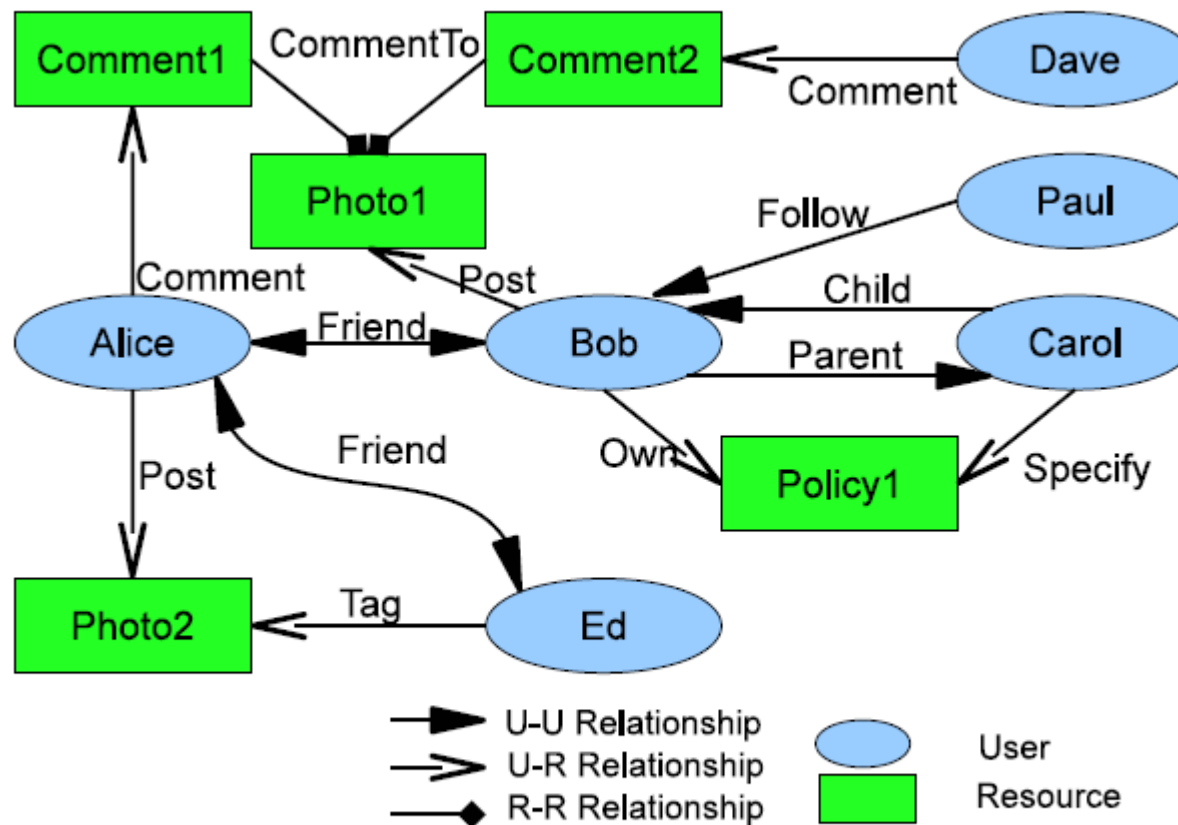 Comment1
CommentTo
Comment2
Dave
Comment
Photo1
Paul
Follow
Comment
Post
Child
Alice
Friend
Bob
Carol
Parent
Post
Friend
Own
Policy1
Specify
Photo2
Tag
Ed
U-U Relationship
User
U-R Relationship
Resource
R-R Relationship